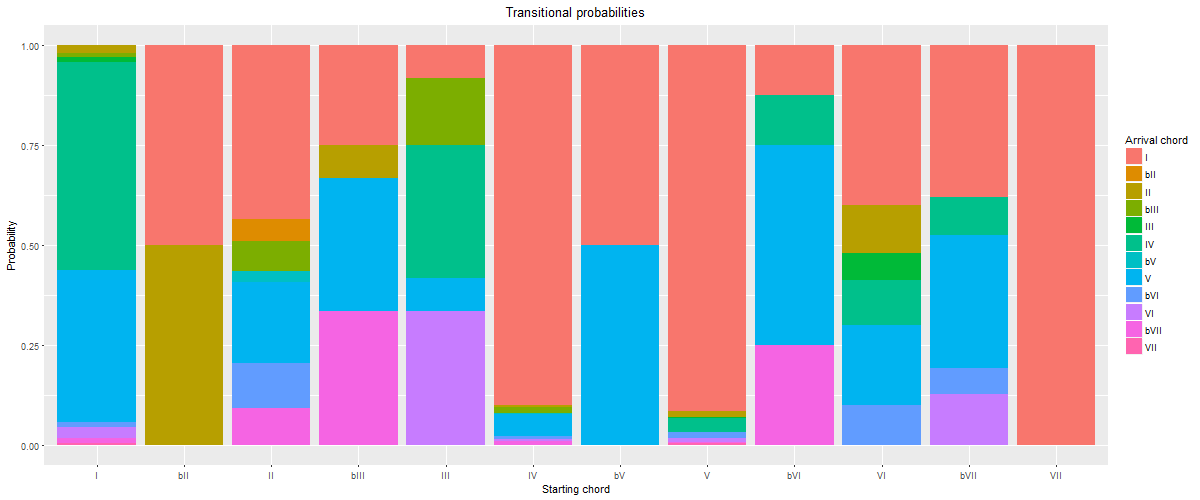 Transitional probabilities
Probability
1.00
0.75
0.50
0.25
0.00
I bII II bIII III IV bV V bVI VI bVII VII
Starting chord
Arrival chord
I
bII
II
bIII
III
IV
bV
V
bVI
VI
bVII
VII